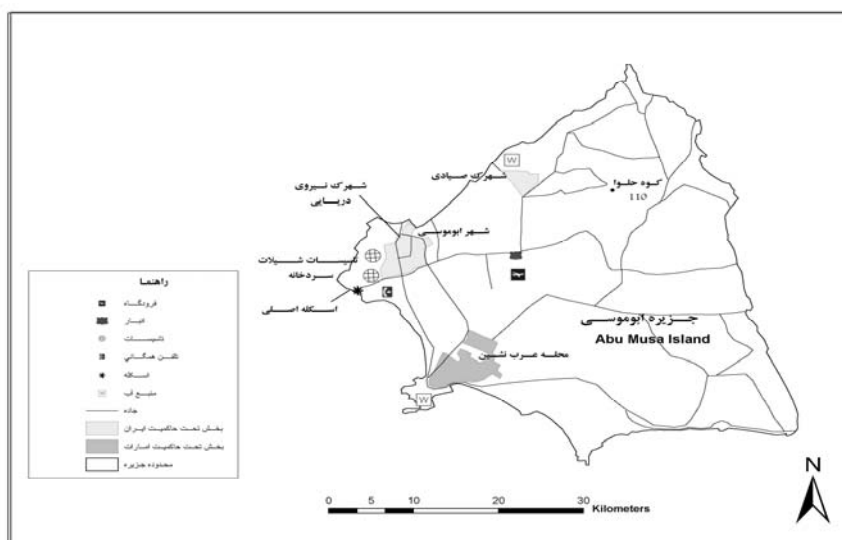 شهرک صیادی
کوه حلوا
110
شهرک نیروی
دریایی
شهر ابوموسی
تاسیسات شیلات
سردخانه
اسکله اصلی
جزیره ابوموسی
Abu Musa Island
محله عرب نشین
W
W
راهنما
فرودگاه
انبار
تاسیسات
تلفن همگانی
اسکله
منبع آب
جاده
بخش تحت حاکمیت ایران
بخش تحت حاکمیت امارات
محدوده جزیره
N
0 5 10 20 30
Kilometers